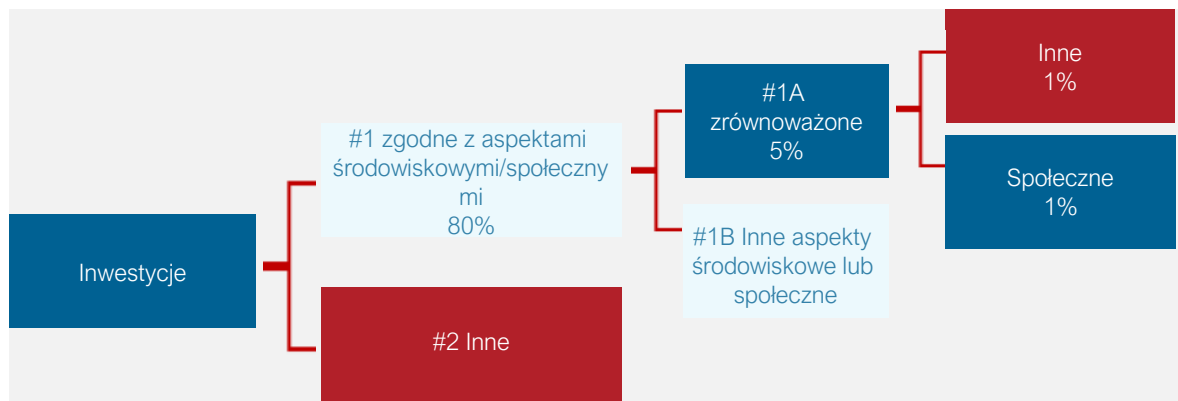 Inwestycje
#1 zgodne z aspektami
środowiskowymi/społeczny
mi
80%
#2 Inne
#1A
zrównoważone
5%
#1B Inne aspekty
środowiskowe lub
społeczne
Inne
1%
Społeczne
1%